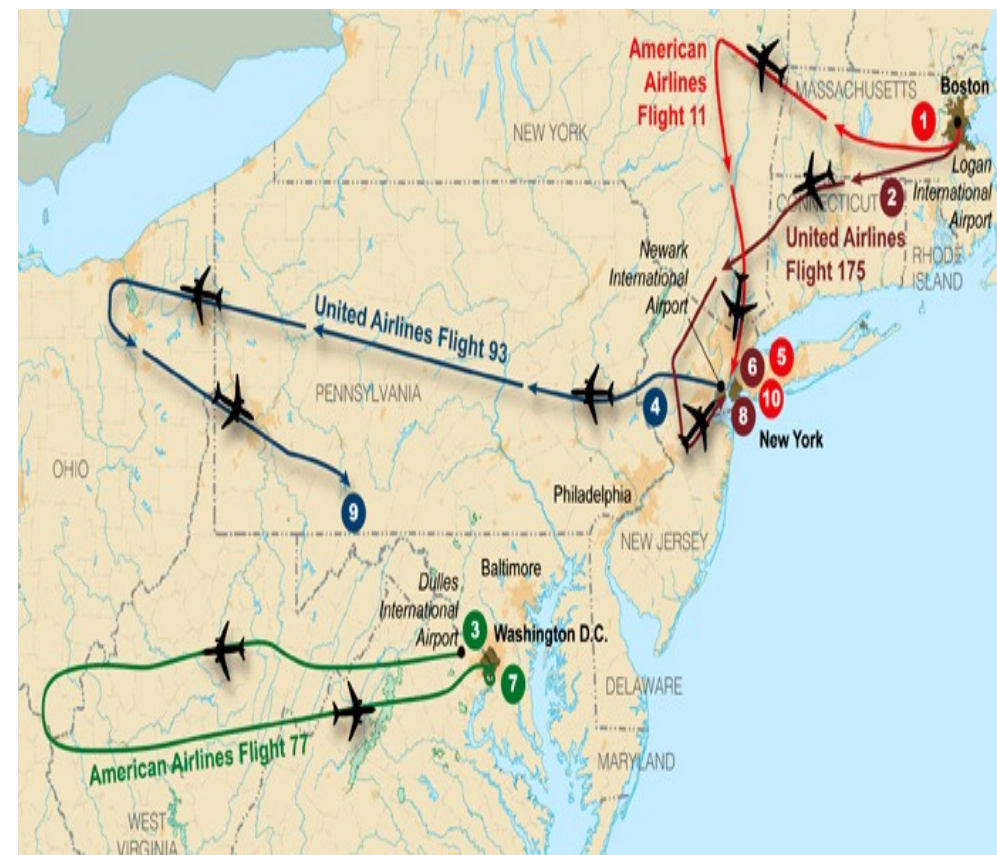 American
Airlines
Flight 11
MASSACHUSETTS
Boston
1
NEW YORK
Logan
International
Airport
2
CONNECTICUT
United Airlines
Flight 175
RHODE
ISLAND
Newark
International
Airport
United Airlines Flight 93
PENNSYLVANIA
4
6
5
10
8
New York
OHIO
9
Philadelphia
NEW JERSEY
Dulles
International
Airport
Baltimore
3
Washington D.C.
7
DELAWARE
American Airlines Flight 77
MARYLAND
WEST
VIRGINIA